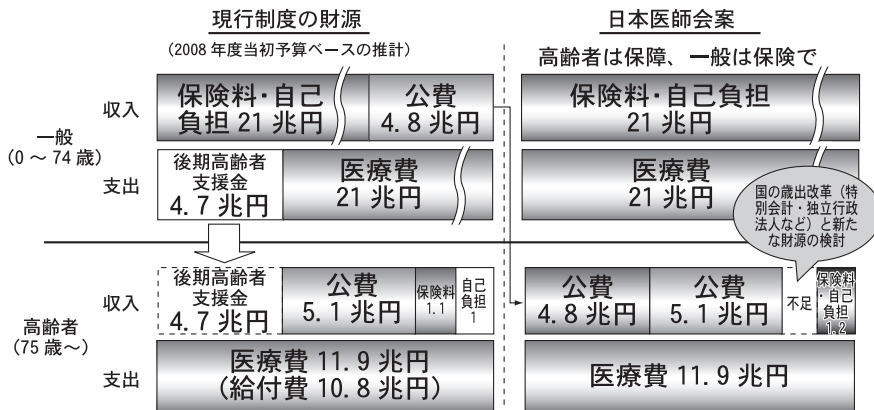 現行制度の財源
(2008年度当初予算ベースの推計)
日本医師会案
高齢者は保障、一般は保険で
一般
(0～74歳)
収入
保険料・自己
負担 21 兆円
公費
4.8 兆円
保険料・自己負担
21 兆円
支出
後期高齢者
支援金
4.7 兆円
医療費
21 兆円
医療費
21 兆円
国の歳出改革（特
別会計・独立行政
法人など）と新た
な財源の検討
高齢者
(75歳～)
収入
後期高齢者
支援金
4.7 兆円
公費
5.1 兆円
保険料
1.1
自己
負担
1
公費
4.8 兆円
公費
5.1 兆円
不足
保険料
・自己
負担
1.2
支出
医療費 11.9 兆円
(給付費 10.8 兆円)
医療費 11.9 兆円